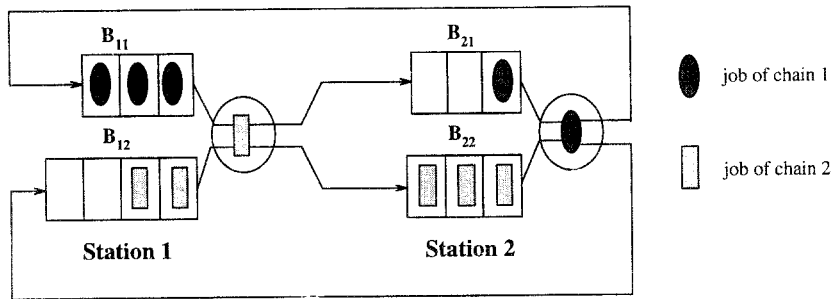 B11
B21
job of chain 1
B12
B22
job of chain 2
Station 1
Station 2